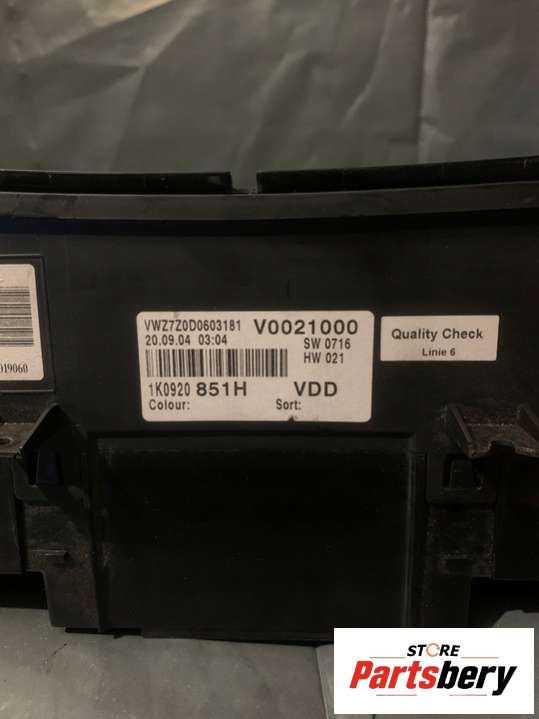 VWZ7Z0D0603181 V0021000
20.09.04 03:04 SW 0716
HW 021
1K0920 851H VDD
Colour: Sort:
Quality Check
Linie 6
019060
STORE
Partsbery